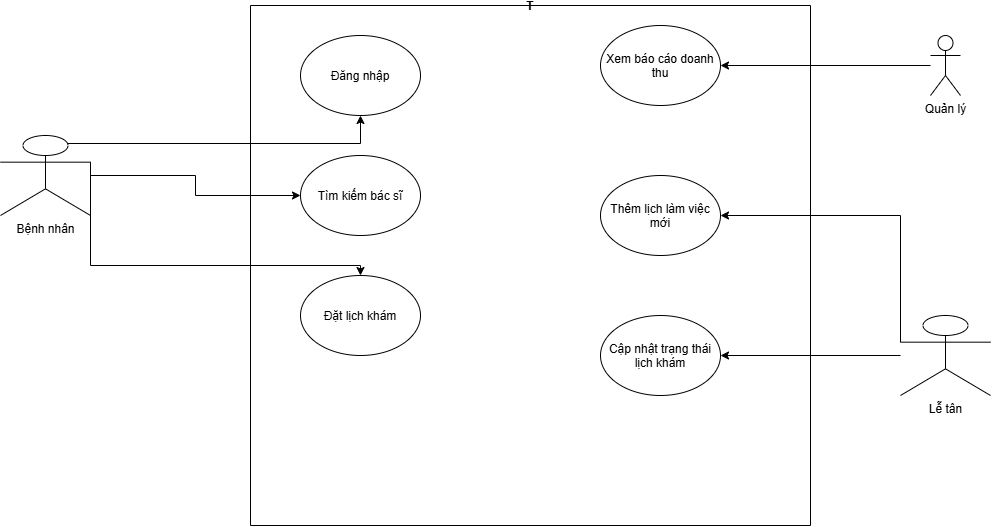 T
Đăng nhập
Tìm kiếm bác sĩ
Đặt lịch khám
Bệnh nhân
Xem báo cáo doanh
thu
Quản lý
Thêm lịch làm việc
mới
Cập nhật trạng thái
lịch khám
Lễ tân